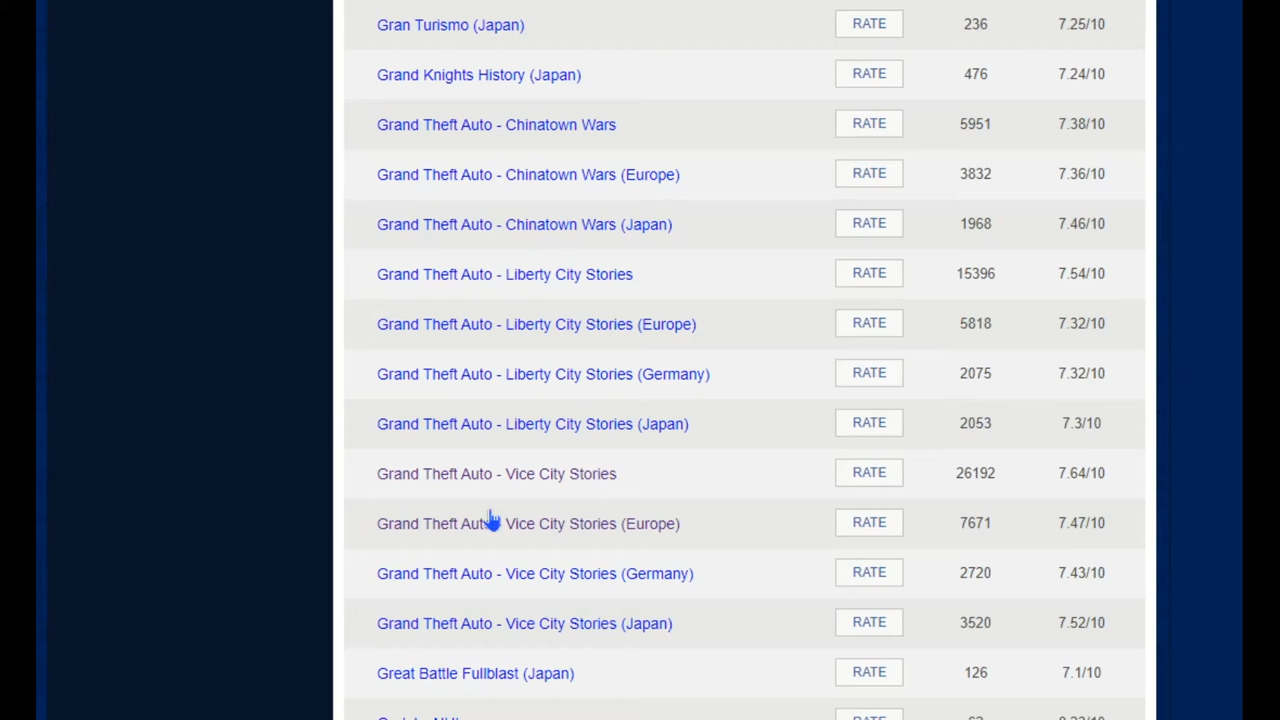 Gran Turismo (Japan) RATE 236 7.25/10
Grand Knights History (Japan) RATE 476 7.24/10
Grand Theft Auto - Chinatown Wars RATE 5951 7.38/10
Grand Theft Auto - Chinatown Wars (Europe) RATE 3832 7.36/10
Grand Theft Auto - Chinatown Wars (Japan) RATE 1968 7.46/10
Grand Theft Auto - Liberty City Stories RATE 15396 7.54/10
Grand Theft Auto - Liberty City Stories (Europe) RATE 5818 7.32/10
Grand Theft Auto - Liberty City Stories (Germany) RATE 2075 7.32/10
Grand Theft Auto - Liberty City Stories (Japan) RATE 2053 7.3/10
Grand Theft Auto - Vice City Stories RATE 26192 7.64/10
Grand Theft Auto - Vice City Stories (Europe) RATE 7671 7.47/10
Grand Theft Auto - Vice City Stories (Germany) RATE 2720 7.43/10
Grand Theft Auto - Vice City Stories (Japan) RATE 3520 7.52/10
Great Battle Fullblast (Japan) RATE 126 7.1/10